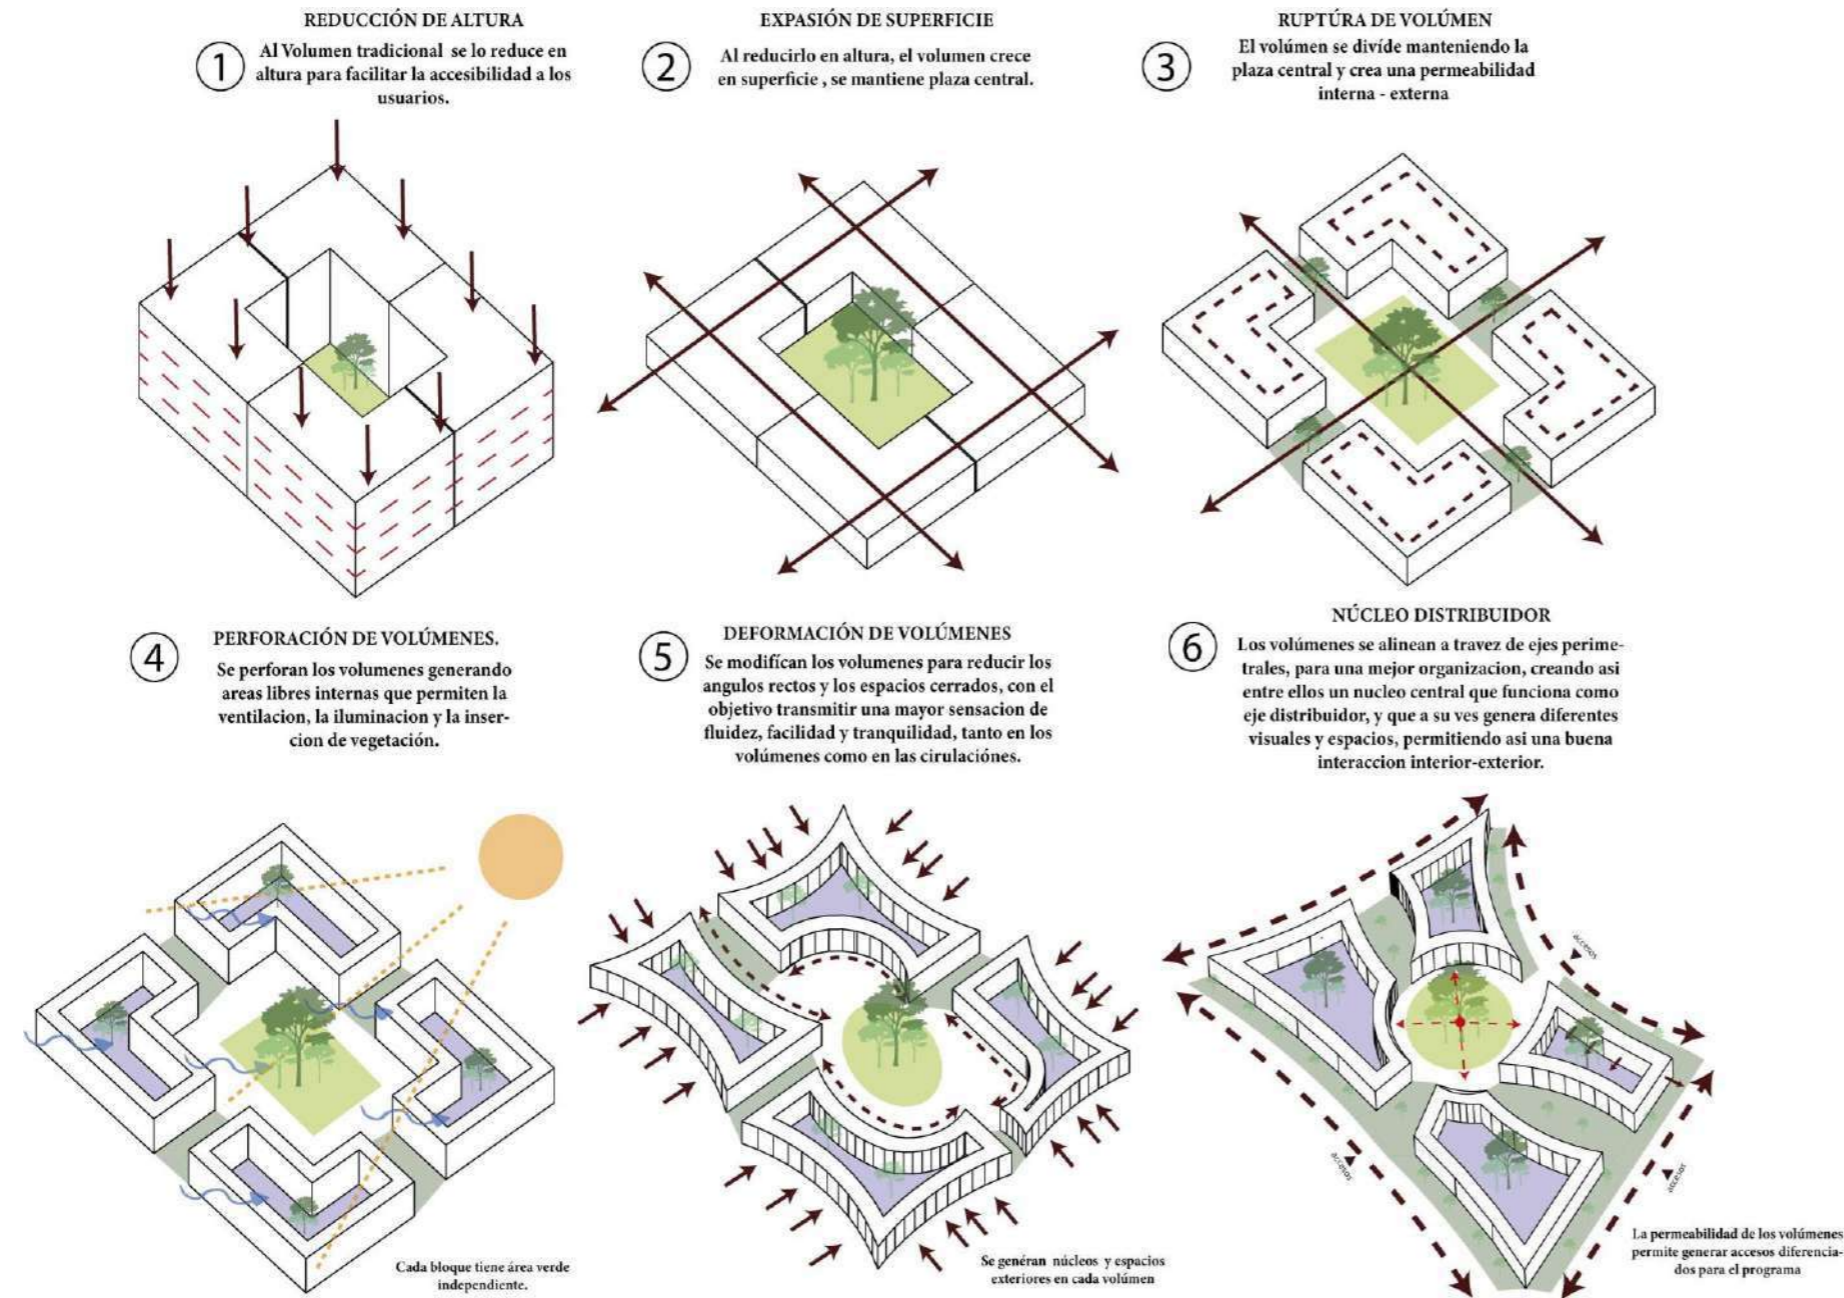 REDUCCIÓN DE ALTURA
1
Al Volumen tradicional se lo reduce en
altura para facilitar la accesibilidad a los
usuarios.
EXPASIÓN DE SUPERFICIE
2
Al reducirlo en altura, el volumen crece
en superficie , se mantiene plaza central.
RUPTÚRA DE VOLÚMEN
3
El volúmen se divíde manteniendo la
plaza central y crea una permeabilidad
interna - externa
4
PERFORACIÓN DE VOLÚMENES.
Se perforan los volumenes generando
areas libres internas que permiten la
ventilacion, la iluminacion y la inser-
cion de vegetación.
Cada bloque tiene área verde
independiente.
5
DEFORMACIÓN DE VOLÚMENES
Se modifícan los volumenes para reducir los
angulos rectos y los espacios cerrados, con el
objetivo transmitir una mayor sensacion de
fluidez, facilidad y tranquilidad, tanto en los
volúmenes como en las cirulaciónes.
Se genéran núcleos y espacios
exteriores en cada volúmen
6
NÚCLEO DISTRIBUIDOR
Los volúmenes se alinean a travez de ejes perime-
trales, para una mejor organizacion, creando asi
entre ellos un nucleo central que funciona como
eje distribuidor, y que a su ves genera diferentes
visuales y espacios, permitiendo asi una buena
interaccion interior-exterior.
accesos
accesos
accesos
La permeabilidad de los volúmenes
permite generar accesos diferencia-
dos para el programa